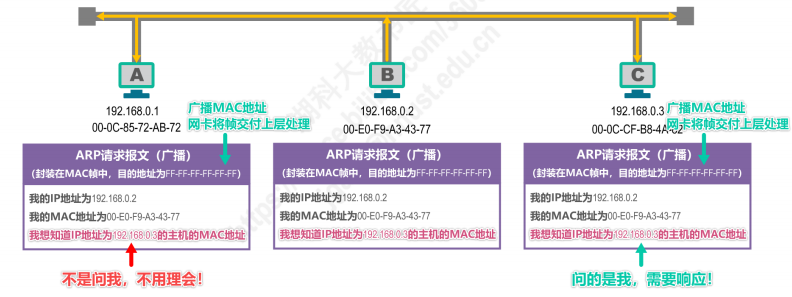 A
B
C
192.168.0.1
00-0C-85-72-AB-72
广播MAC地址
网卡将帧交付上层处理
192.168.0.2
00-E0-F9-A3-43-77
192.168.0.3
广播MAC地址
00-0C-CF-B8-4A-82
网卡将帧交付上层处理
ARP请求报文（广播）
(封装在MAC帧中，目的地址为FF-FF-FF-FF-FF-FF)
我的IP地址为192.168.0.2
我的MAC地址为00-E0-F9-A3-43-77
我想知道IP地址为192.168.0.3的主机的MAC地址
ARP请求报文（广播）
(封装在MAC帧中，目的地址为FF-FF-FF-FF-FF-FF)
我的IP地址为192.168.0.2
我的MAC地址为00-E0-F9-A3-43-77
我想知道IP地址为192.168.0.3的主机的MAC地址
ARP请求报文（广播）
(封装在MAC帧中，目的地址为FF-FF-FF-FF-FF-FF)
我的IP地址为192.168.0.2
我的MAC地址为00-E0-F9-A3-43-77
我想知道IP地址为192.168.0.3的主机的MAC地址
不是问我，不用理会！
问的是我，需要响应！